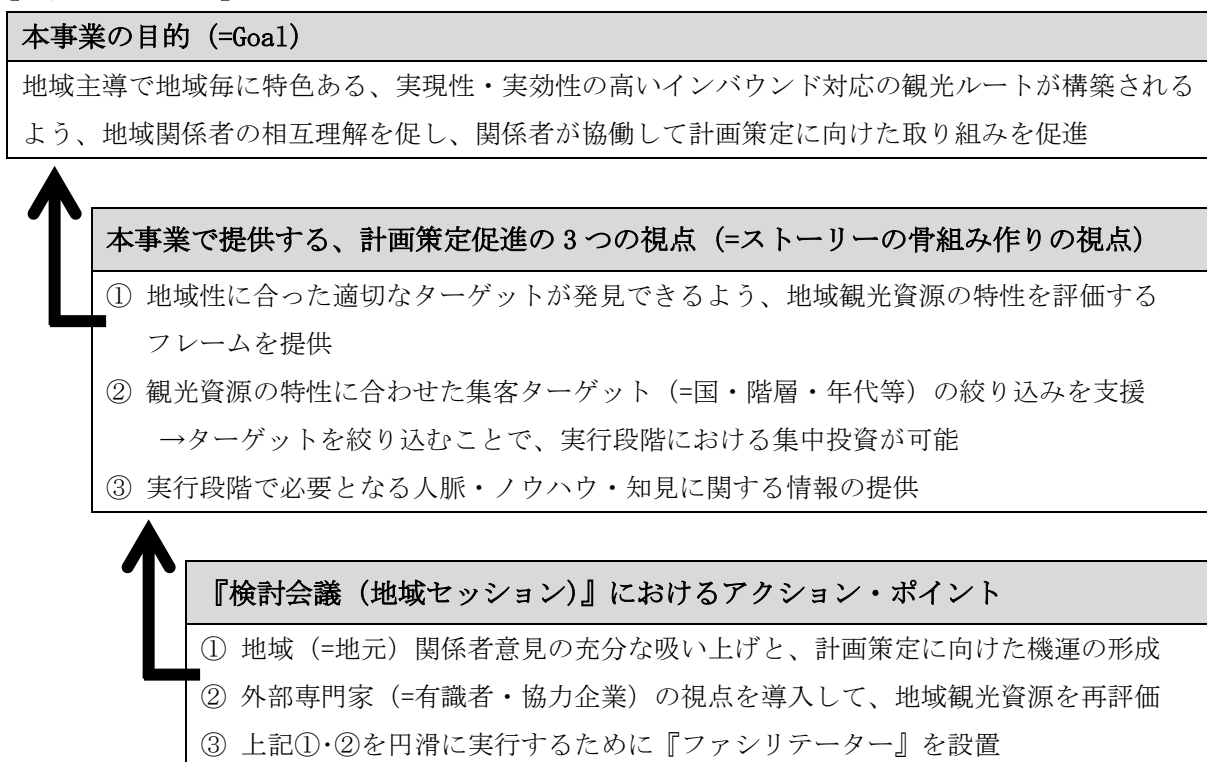 本事業の目的（=Goal）
地域主導で地域毎に特色ある、実現性・実効性の高いインバウンド対応の観光ルートが構築される
よう、地域関係者の相互理解を促し、関係者が協働して計画策定に向けた取り組みを促進
本事業で提供する、計画策定促進の3つの視点（=ストーリーの骨組み作りの視点）
① 地域性に合った適切なターゲットが発見できるよう、地域観光資源の特性を評価する
フレームを提供
② 観光資源の特性に合わせた集客ターゲット（=国・階層・年代等）の絞り込みを支援
→ターゲットを絞り込むことで、実行段階における集中投資が可能
③ 実行段階で必要となる人脈・ノウハウ・知見に関する情報の提供
『検討会議（地域セッション）』におけるアクション・ポイント
① 地域（=地元）関係者意見の充分な吸い上げと、計画策定に向けた機運の形成
② 外部専門家（=有識者・協力企業）の視点を導入して、地域観光資源を再評価
③ 上記①・②を円滑に実行するために『ファシリテーター』を設置